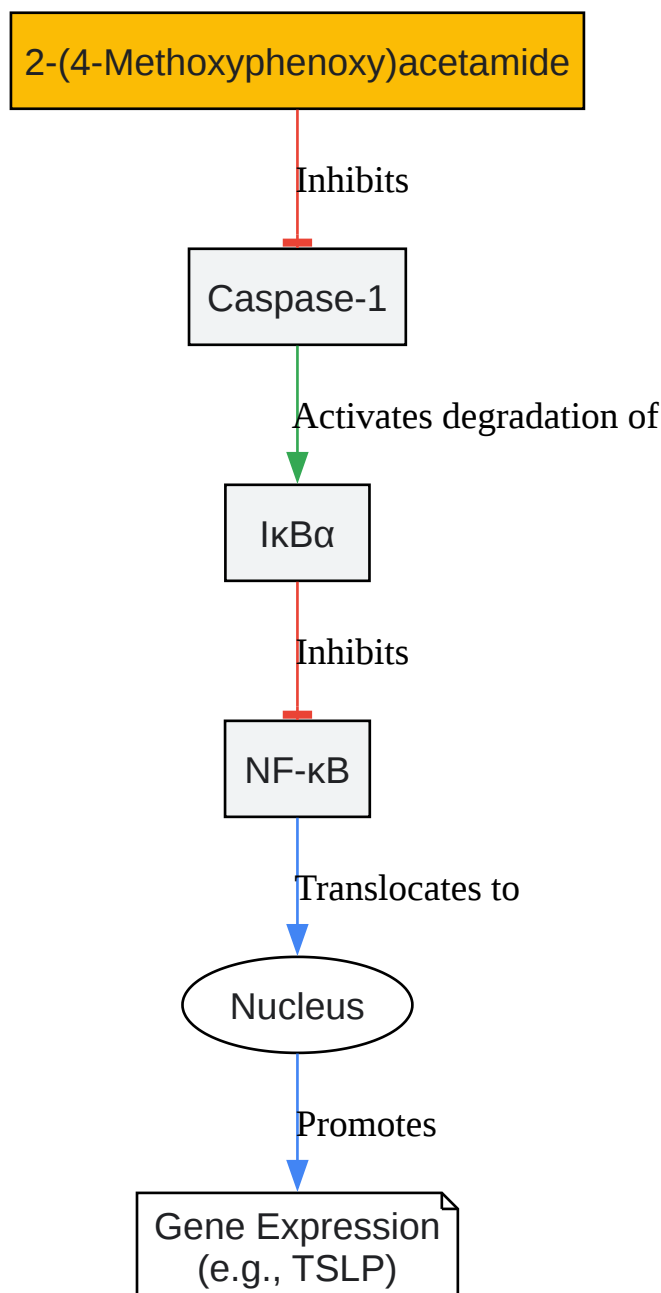 2-(4-Methoxyphenoxy)acetamide
Inhibits
Caspase-1
Activates degradation of
IκBα
Inhibits
NF-κB
Translocates to
Nucleus
Promotes
Gene Expression
(e.g., TSLP)